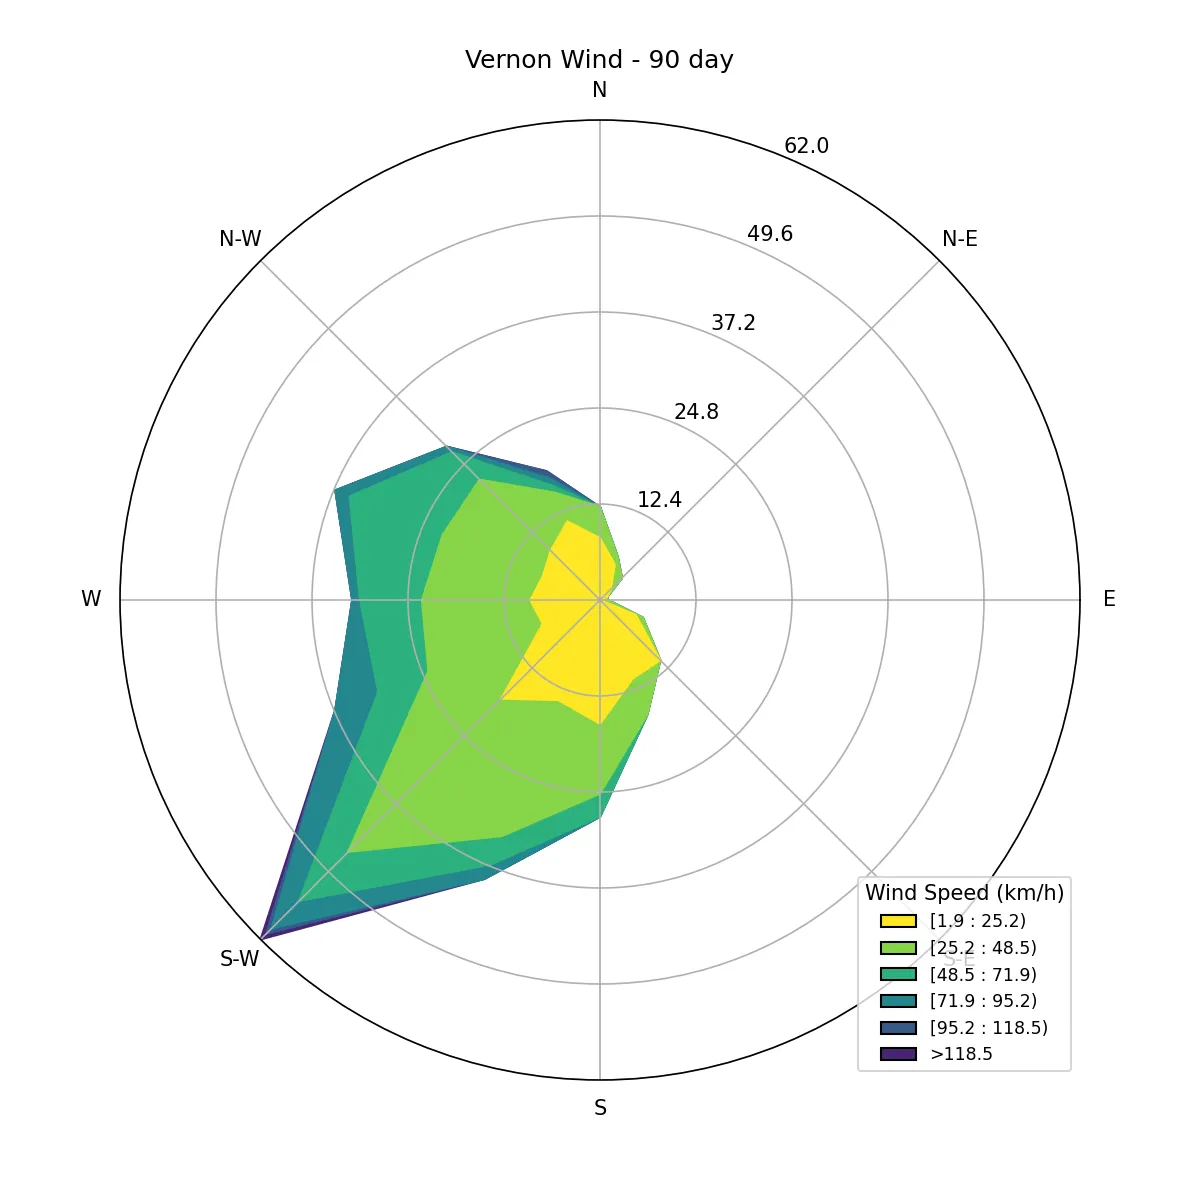 Vernon Wind - 90 day
N
62.0
N-W
49.6
N-E
37.2
24.8
12.4
W
E
S-W
S-E
Wind Speed (km/h)
[1.9 : 25.2)
[25.2 : 48.5)
[48.5 : 71.9)
[71.9 : 95.2)
[95.2 : 118.5)
>118.5
S